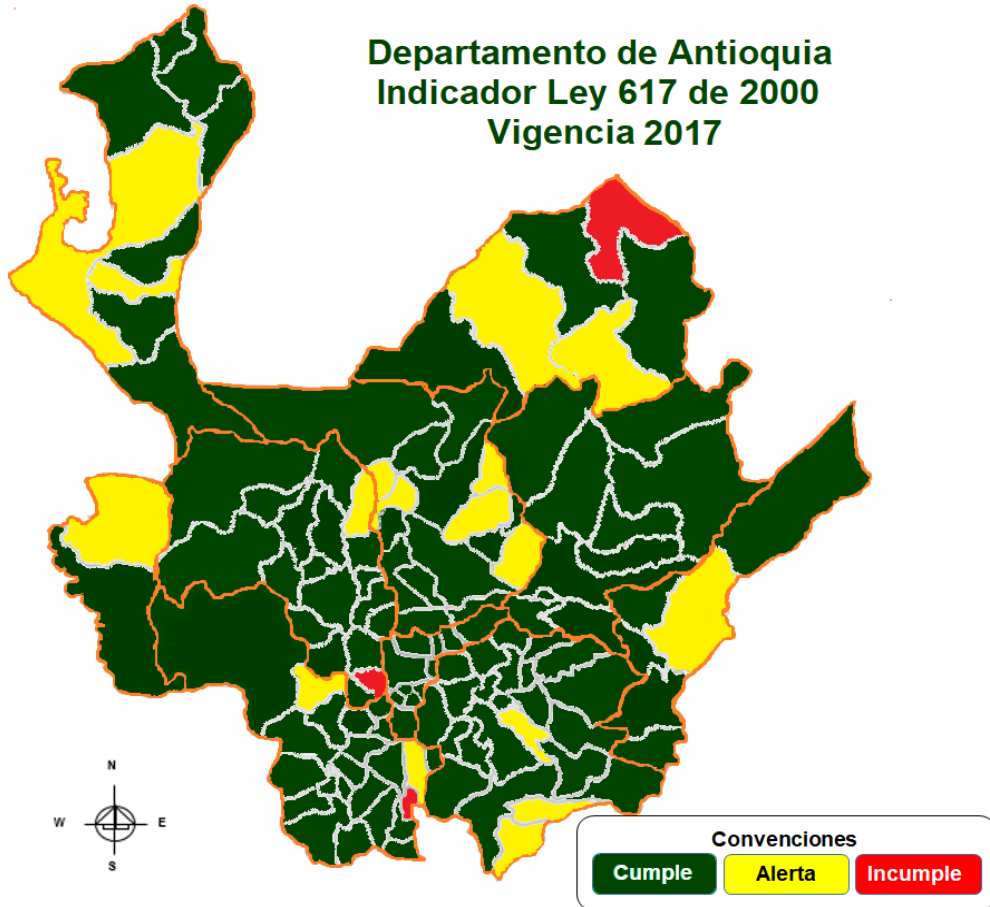 Departamento de Antioquia
Indicador Ley 617 de 2000
Vigencia 2017
N
W E
S
Convenciones
Cumple Alerta Incumple